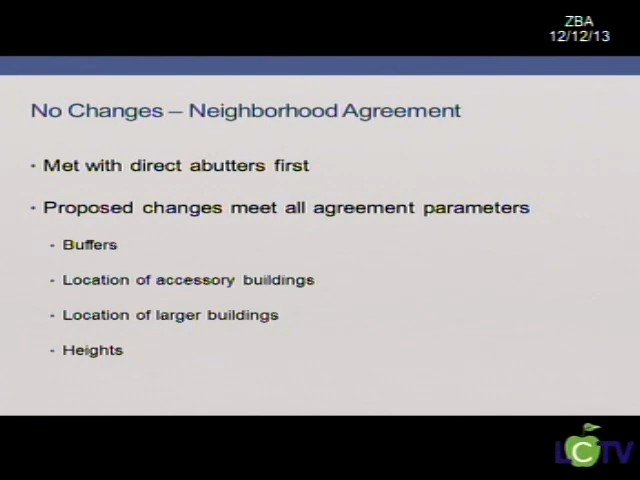 ZBA
12/12/13
No Changes – Neighborhood Agreement
- Met with direct abutters first
- Proposed changes meet all agreement parameters
- Buffers
- Location of accessory buildings
- Location of larger buildings
- Heights
LCTV